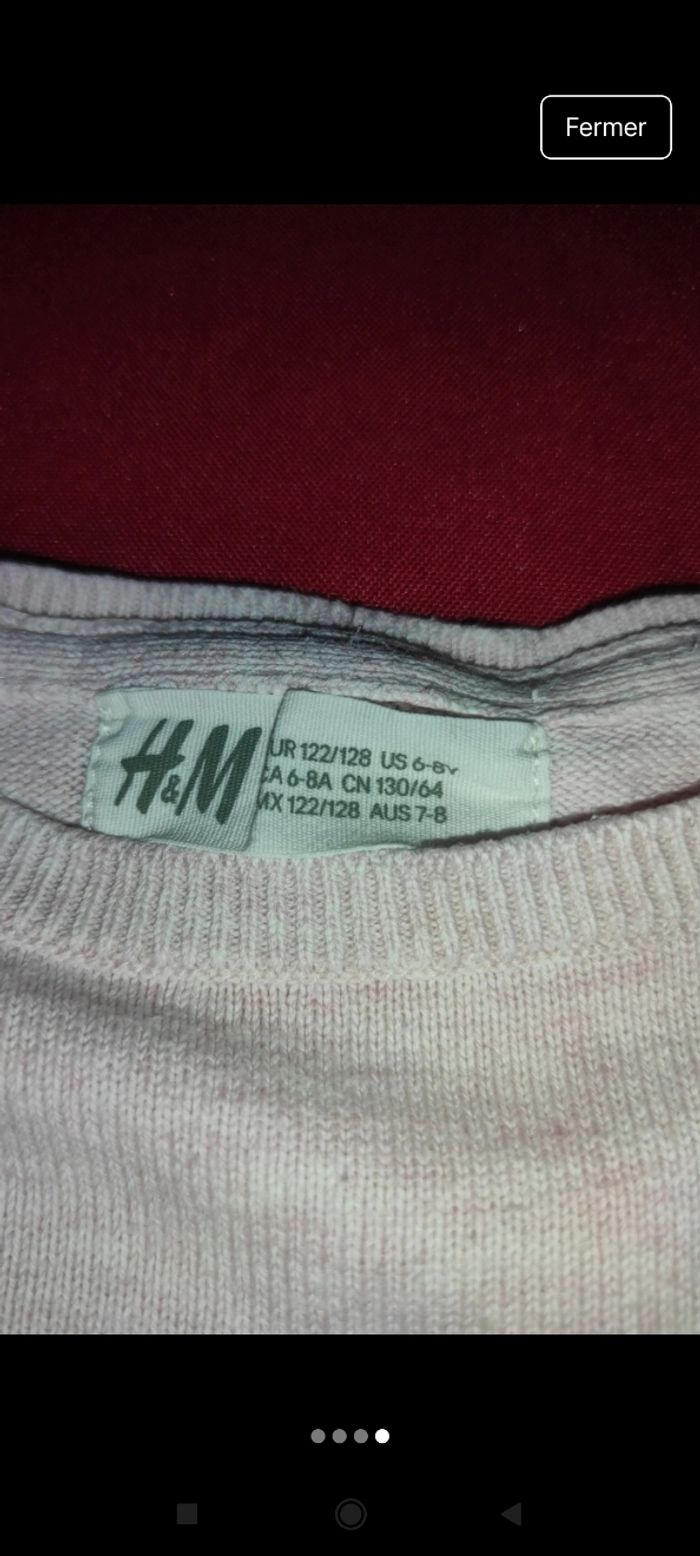 Fermer
H&M
UR 122/128 US 6-8Y
CA 6-8A CN 130/64
MX 122/128 AUS 7-8